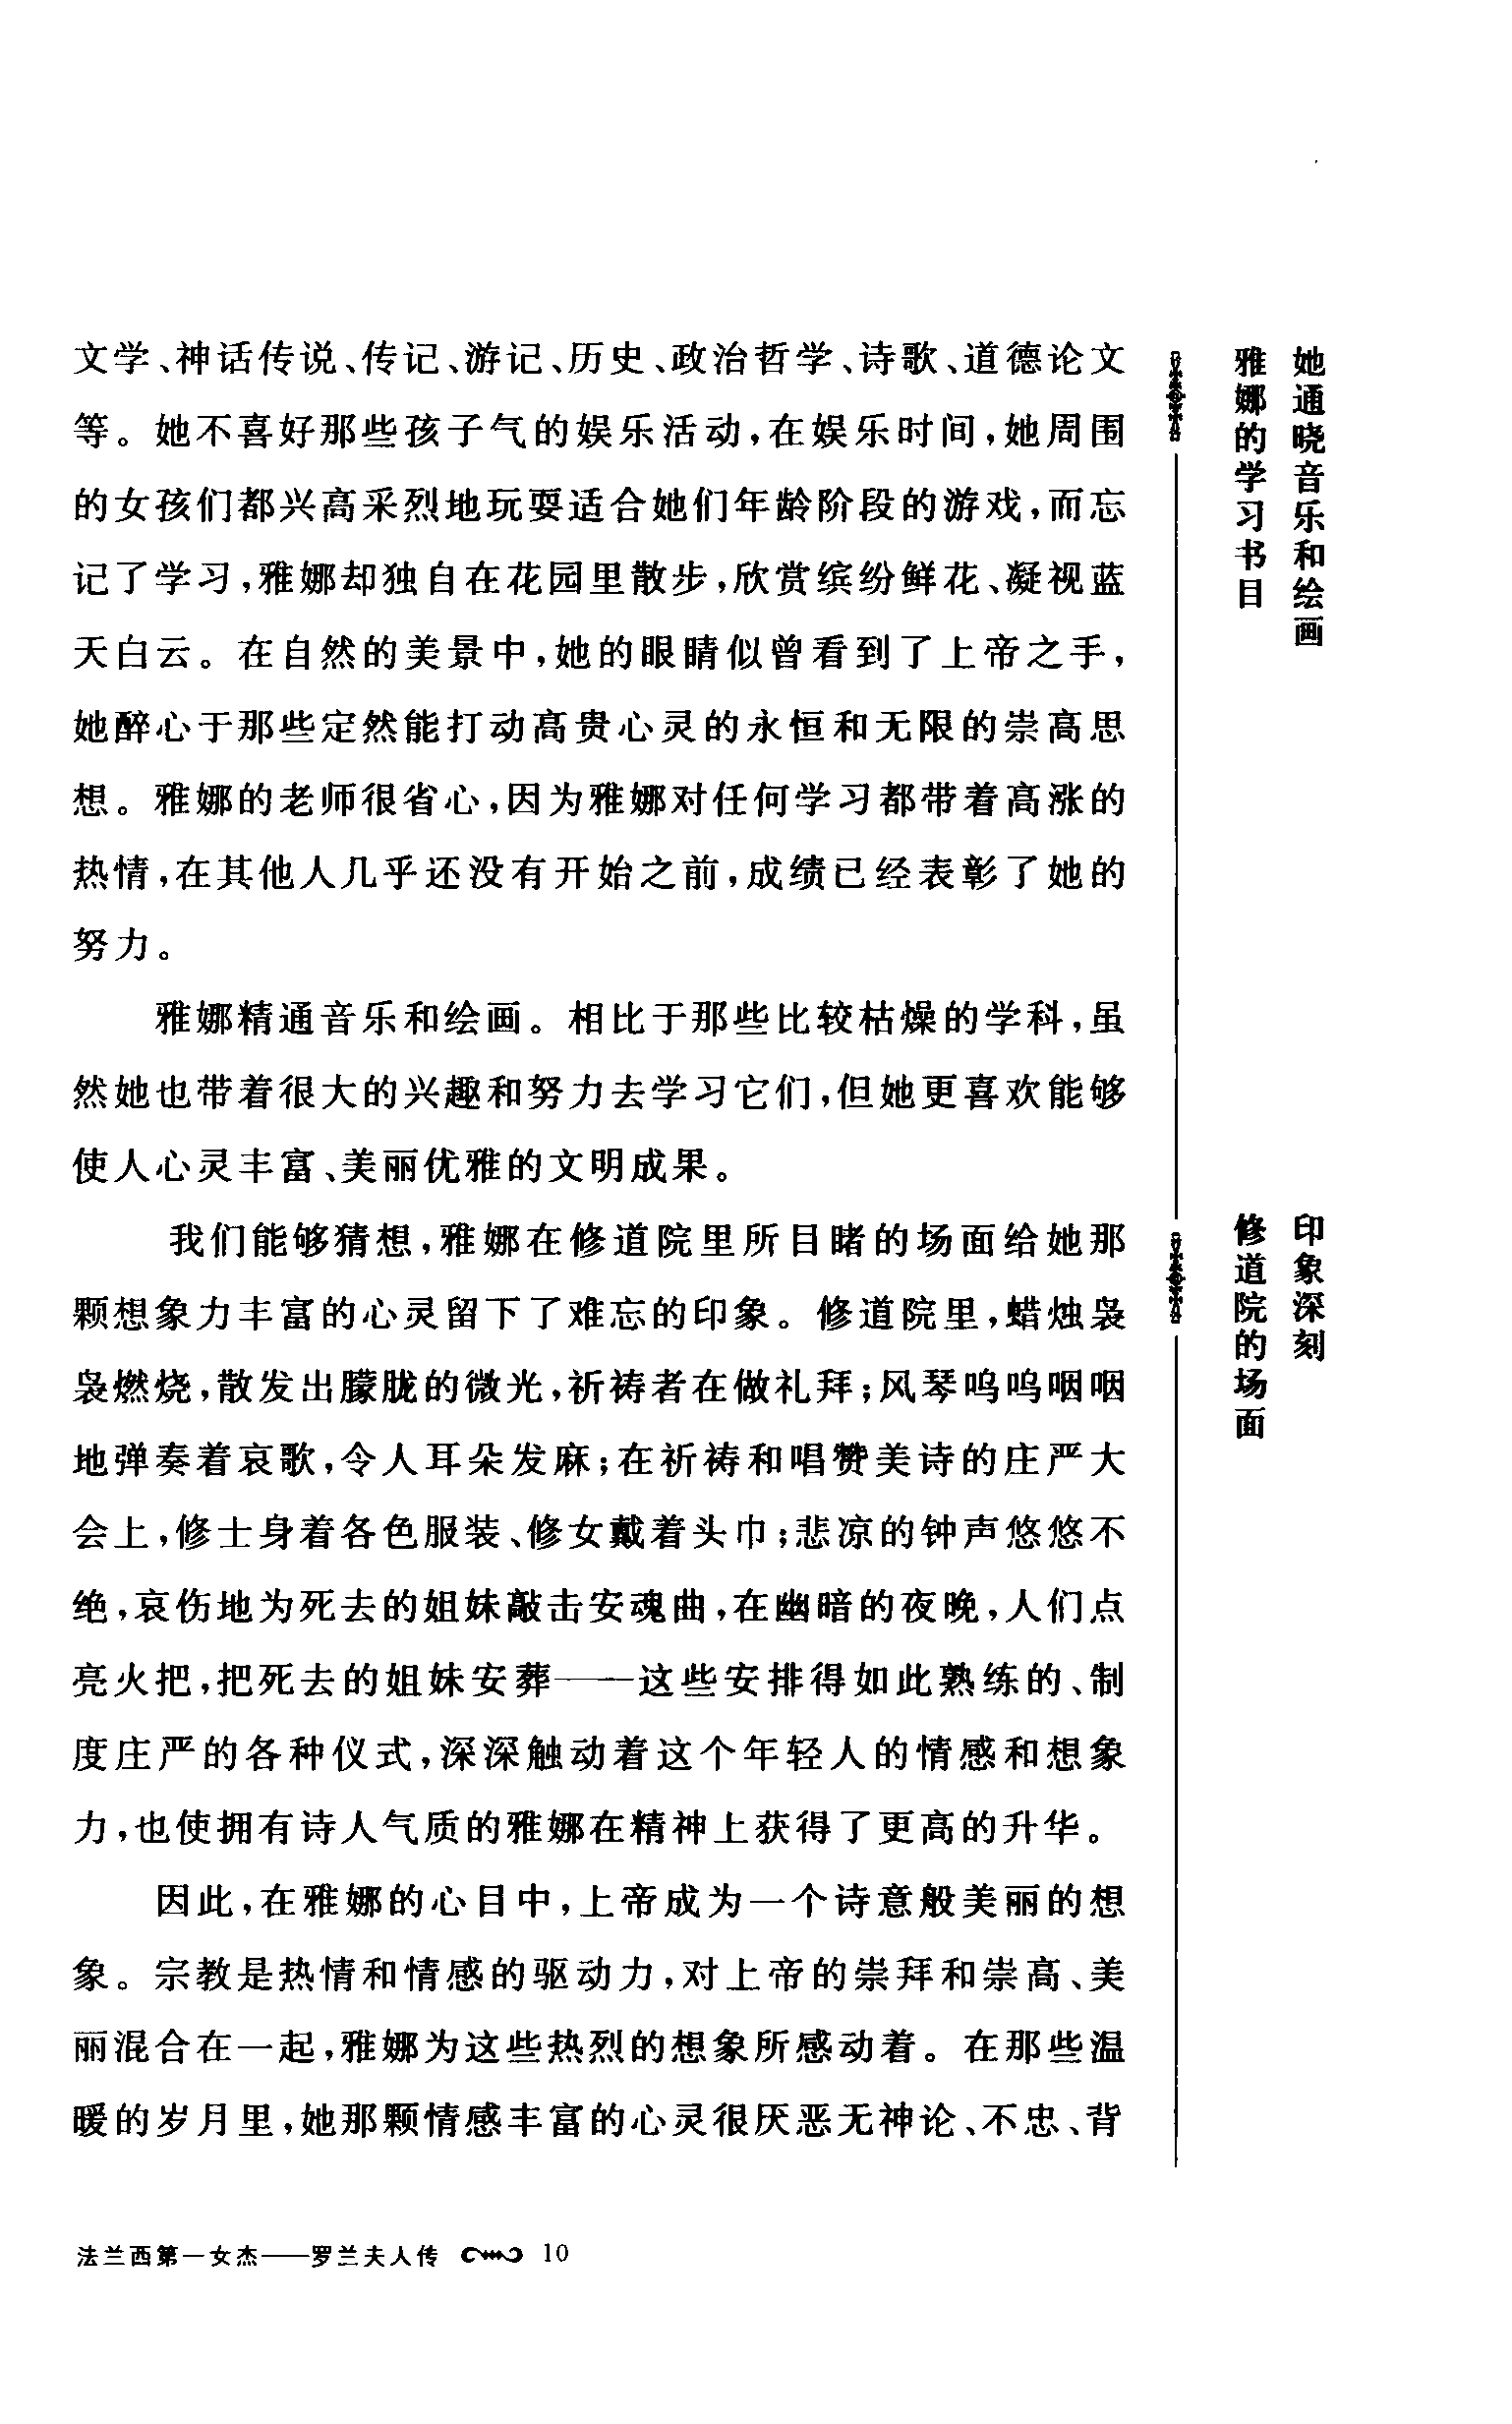 文学、神话传说、传记、游记、历史、政治哲学、诗歌、道德论文
等。她不喜好那些孩子气的娱乐活动，在娱乐时间，她周围
的女孩们都兴高采烈地玩耍适合她们年龄阶段的游戏，而忘
记了学习，雅娜却独自在花园里散步，欣赏缤纷鲜花、凝视蓝
天白云。在自然的美景中，她的眼睛似曾看到了上帝之手，
她醉心于那些定然能打动高贵心灵的永恒和无限的崇高思
想。雅娜的老师很省心，因为雅娜对任何学习都带着高涨的
热情，在其他人几乎还没有开始之前，成绩已经表彰了她的
努力。
雅娜精通音乐和绘画。相比于那些比较枯燥的学科，虽
然她也带着很大的兴趣和努力去学习它们，但她更喜欢能够
使人心灵丰富、美丽优雅的文明成果。
我们能够猜想，雅娜在修道院里所目睹的场面给她那
颗想象力丰富的心灵留下了难忘的印象。修道院里，蜡烛袅
袅燃烧，散发出朦胧的微光，祈祷者在做礼拜；风琴呜呜咽咽
地弹奏着哀歌，令人耳朵发麻；在祈祷和唱赞美诗的庄严大
会上，修士身着各色服装、修女戴着头巾；悲凉的钟声悠悠不
绝，哀伤地为死去的姐妹敲击安魂曲，在幽暗的夜晚，人们点
亮火把，把死去的姐妹安葬——这些安排得如此熟练的、制
度庄严的各种仪式，深深触动着这个年轻人的情感和想象
力，也使拥有诗人气质的雅娜在精神上获得了更高的升华。
因此，在雅娜的心目中，上帝成为一个诗意般美丽的想
象。宗教是热情和情感的驱动力，对上帝的崇拜和崇高、美
丽混合在一起，雅娜为这些热烈的想象所感动着。在那些温
暖的岁月里，她那颗情感丰富的心灵很厌恶无神论、不忠、背
她通晓音乐和绘画
雅娜的学习书目
印象深刻
修道院的场面
法兰西第一女杰——罗兰夫人传 10